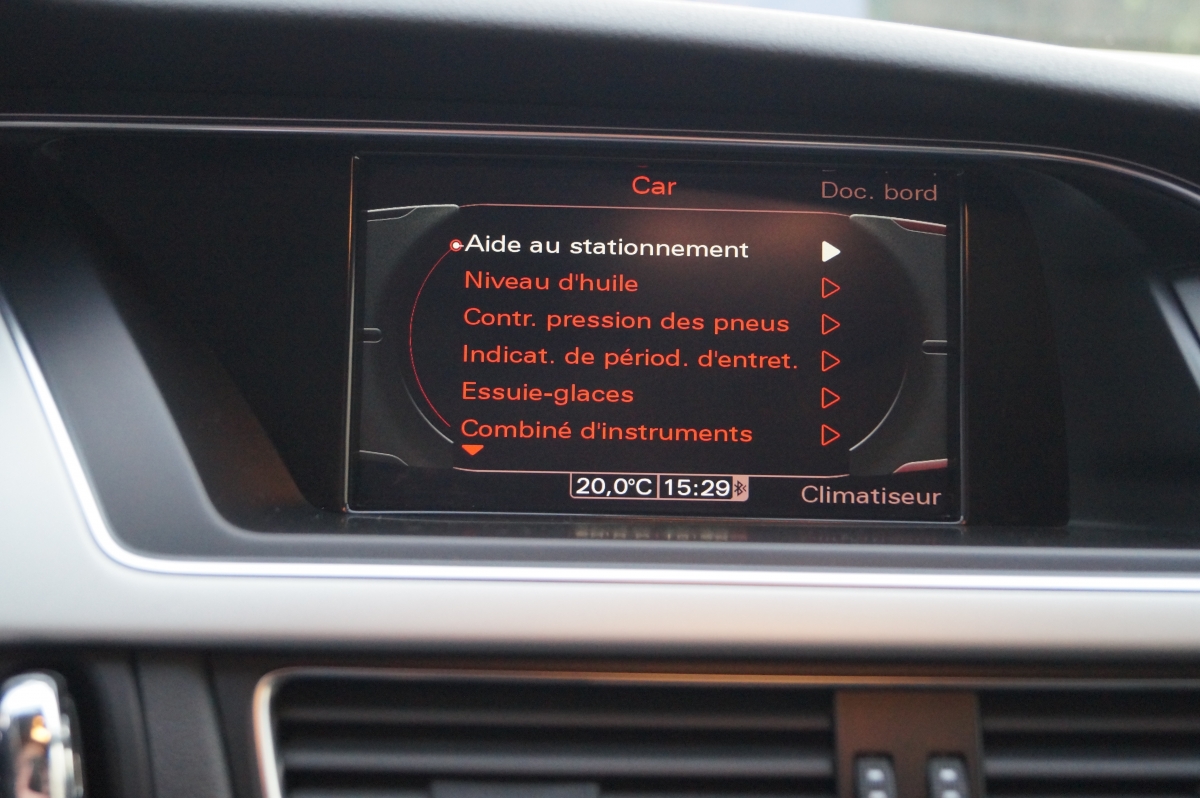 Car
Doc. bord
Aide au stationnement
Niveau d'huile
Contr. pression des pneus
Indicat. de périod. d'entret.
Essuie-glaces
Combiné d'instruments
20,0°C 15:29
Climatiseur